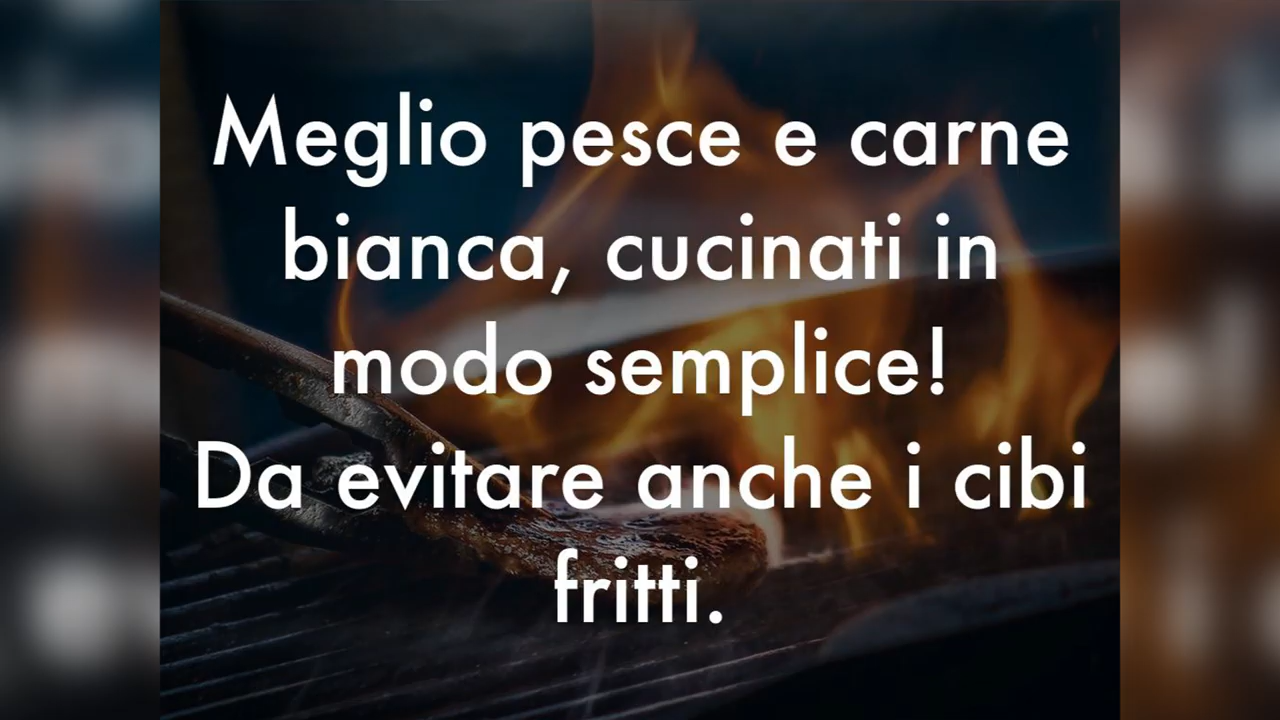 Meglio pesce e carne
bianca, cucinati in
modo semplice!
Da evitare anche i cibi
fritti.